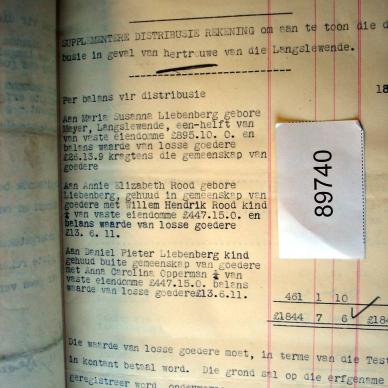 SUPPLEMENTERE DISTRIBUSIE REKENING om aan te toon die d
busie in geval van hertrouwe van die Langslewende.
Per balans vir distribusie
18
Aan Maria Susanna Liebenberg gebore
Mayer, Langslewende, een-helft van
van vaste eiendomme £895.10. 0. en
balans waarde van losse goedere
£26.13.9 kragtens die gemeenskap van
goedere
Aan Annie Elizabeth Rood gebore
Liebenberg, gehuud in gemeenskap van
goedere met Willem Hendrik Rood kind
¼ van vaste eiendomme £447.15.0. en
balans waarde van losse goedere
£13. 6. 11.
89740
Aan Daniel Pieter Liebenberg kind
gehuud buite gemeenskap van goedere
met Anna Carolina Opperman ¼ van
vaste eiendomme £447.15.0. balans
waarde van losse goedere£13.6.11.
461 1 10
£1844 7 6 £184
Die waarde van losse goedere moet, in terme van die Test
in kontant betaal word. Die grond sal op die erfgename
geregistreer word